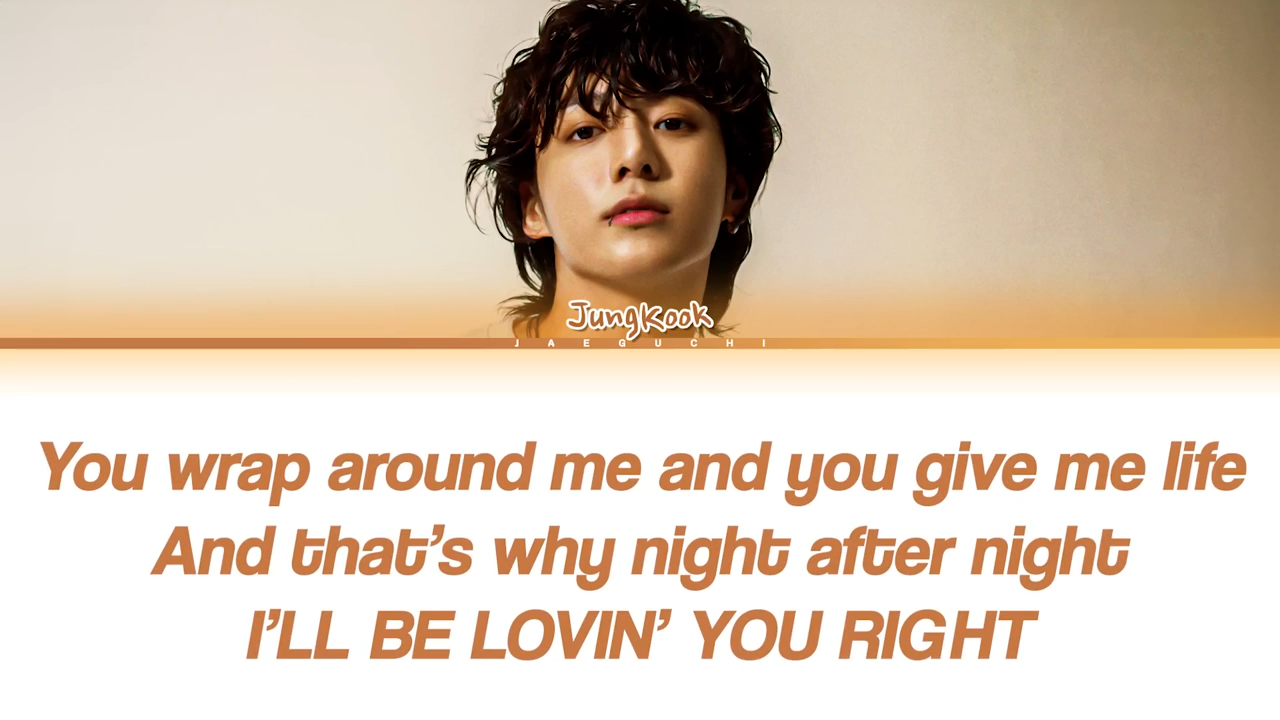 JungKook
JAEGUCHI
You wrap around me and you give me life
And that's why night after night
I'LL BE LOVIN' YOU RIGHT